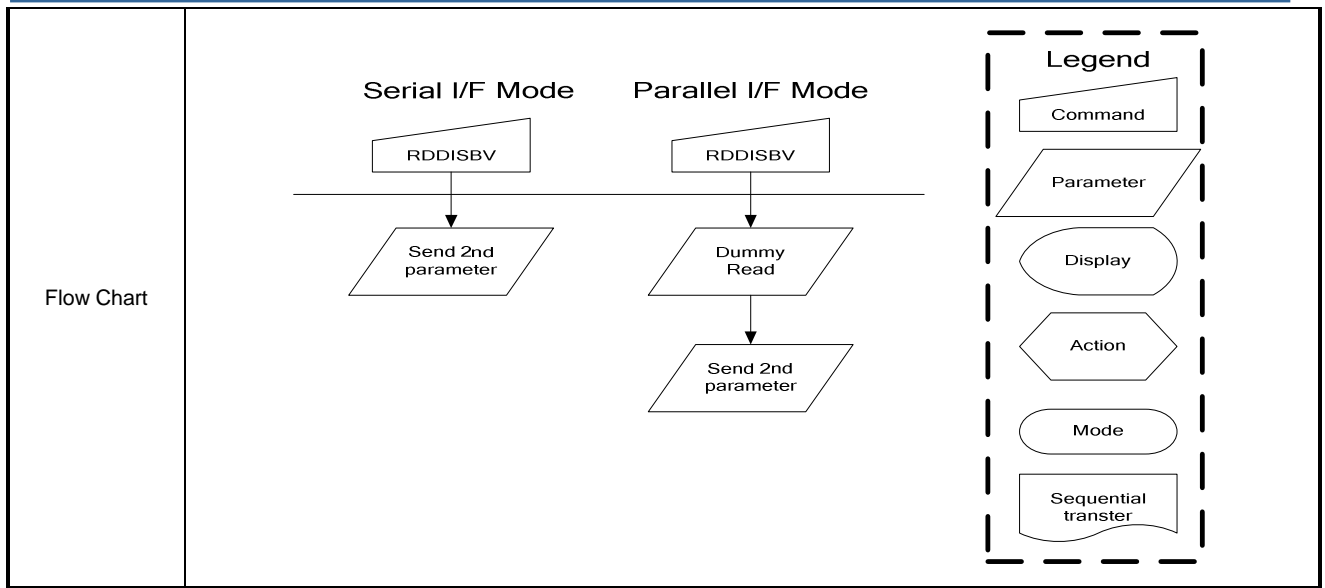 Flow Chart
Serial I/F Mode
RDDISBV
Send 2nd
parameter
Parallel I/F Mode
RDDISBV
Dummy
Read
Send 2nd
parameter
Legend
Command
Parameter
Display
Action
Mode
Sequential
transter